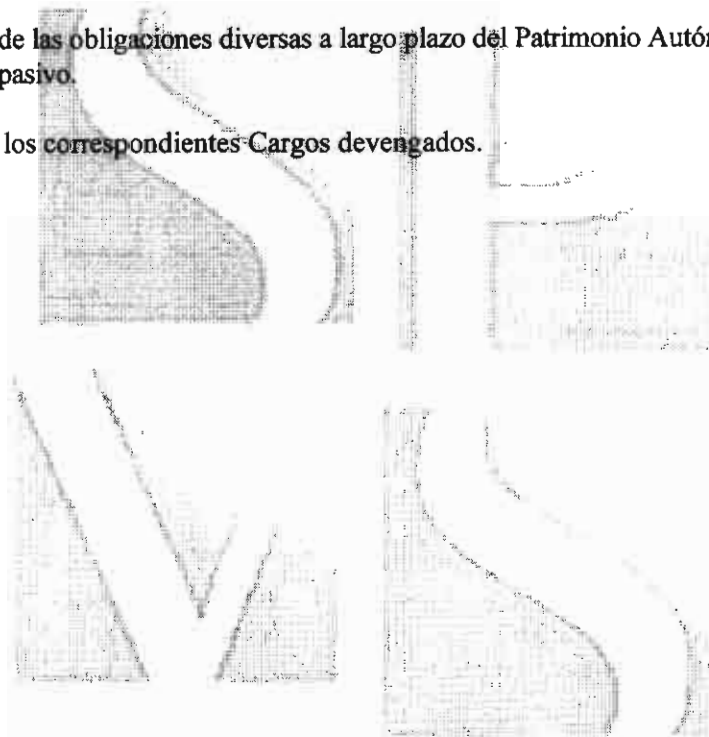 de las obligaciones diversas a largo plazo del Patrimonio Autó
pasivo.
los correspondientes Cargos devengados.